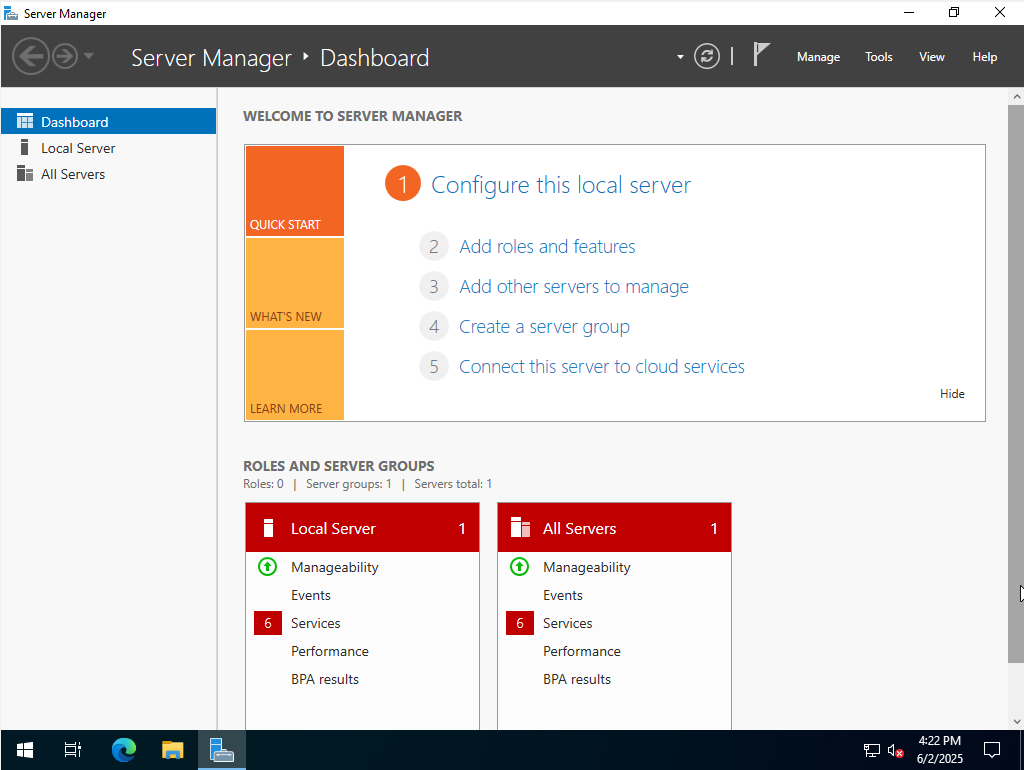 Server Manager
Server Manager ‣ Dashboard
Manage Tools View Help
Dashboard
Local Server
All Servers
WELCOME TO SERVER MANAGER
QUICK START
WHAT'S NEW
LEARN MORE
1 Configure this local server
2 Add roles and features
3 Add other servers to manage
4 Create a server group
5 Connect this server to cloud services
Hide
ROLES AND SERVER GROUPS
Roles: 0 | Server groups: 1 | Servers total: 1
Local Server 1
Manageability
Events
6 Services
Performance
BPA results
All Servers 1
Manageability
Events
6 Services
Performance
BPA results
4:22 PM
6/2/2025